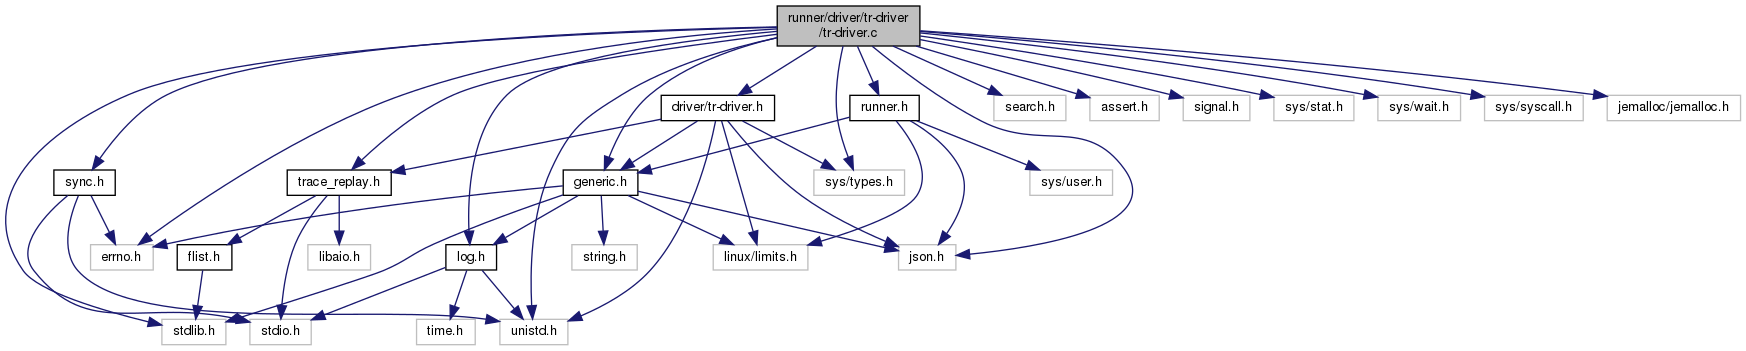 runner/driver/tr-driver
/tr-driver.c
driver/tr-driver.h
runner.h
search.h
assert.h
signal.h
sys/stat.h
sys/wait.h
sys/syscall.h
jemalloc/jemalloc.h
sync.h
trace_replay.h
generic.h
sys/types.h
sys/user.h
errno.h
flist.h
libaio.h
log.h
string.h
linux/limits.h
json.h
stdlib.h
stdio.h
time.h
unistd.h